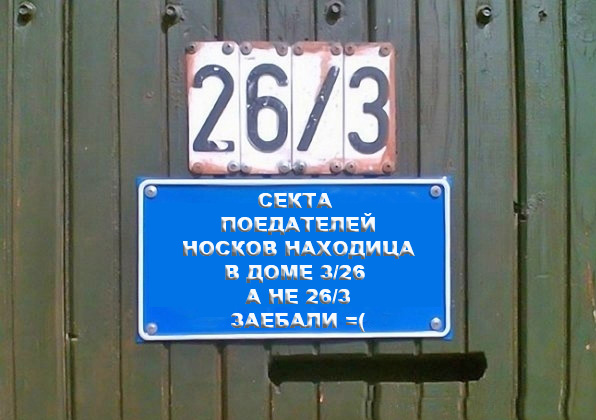 26/3
СЕКТА
ПОЕДАТЕЛЕЙ
НОСКОВ НАХОДИЦА
В ДОМЕ 3/26
А НЕ 26/3
ЗАЕБАЛИ =(